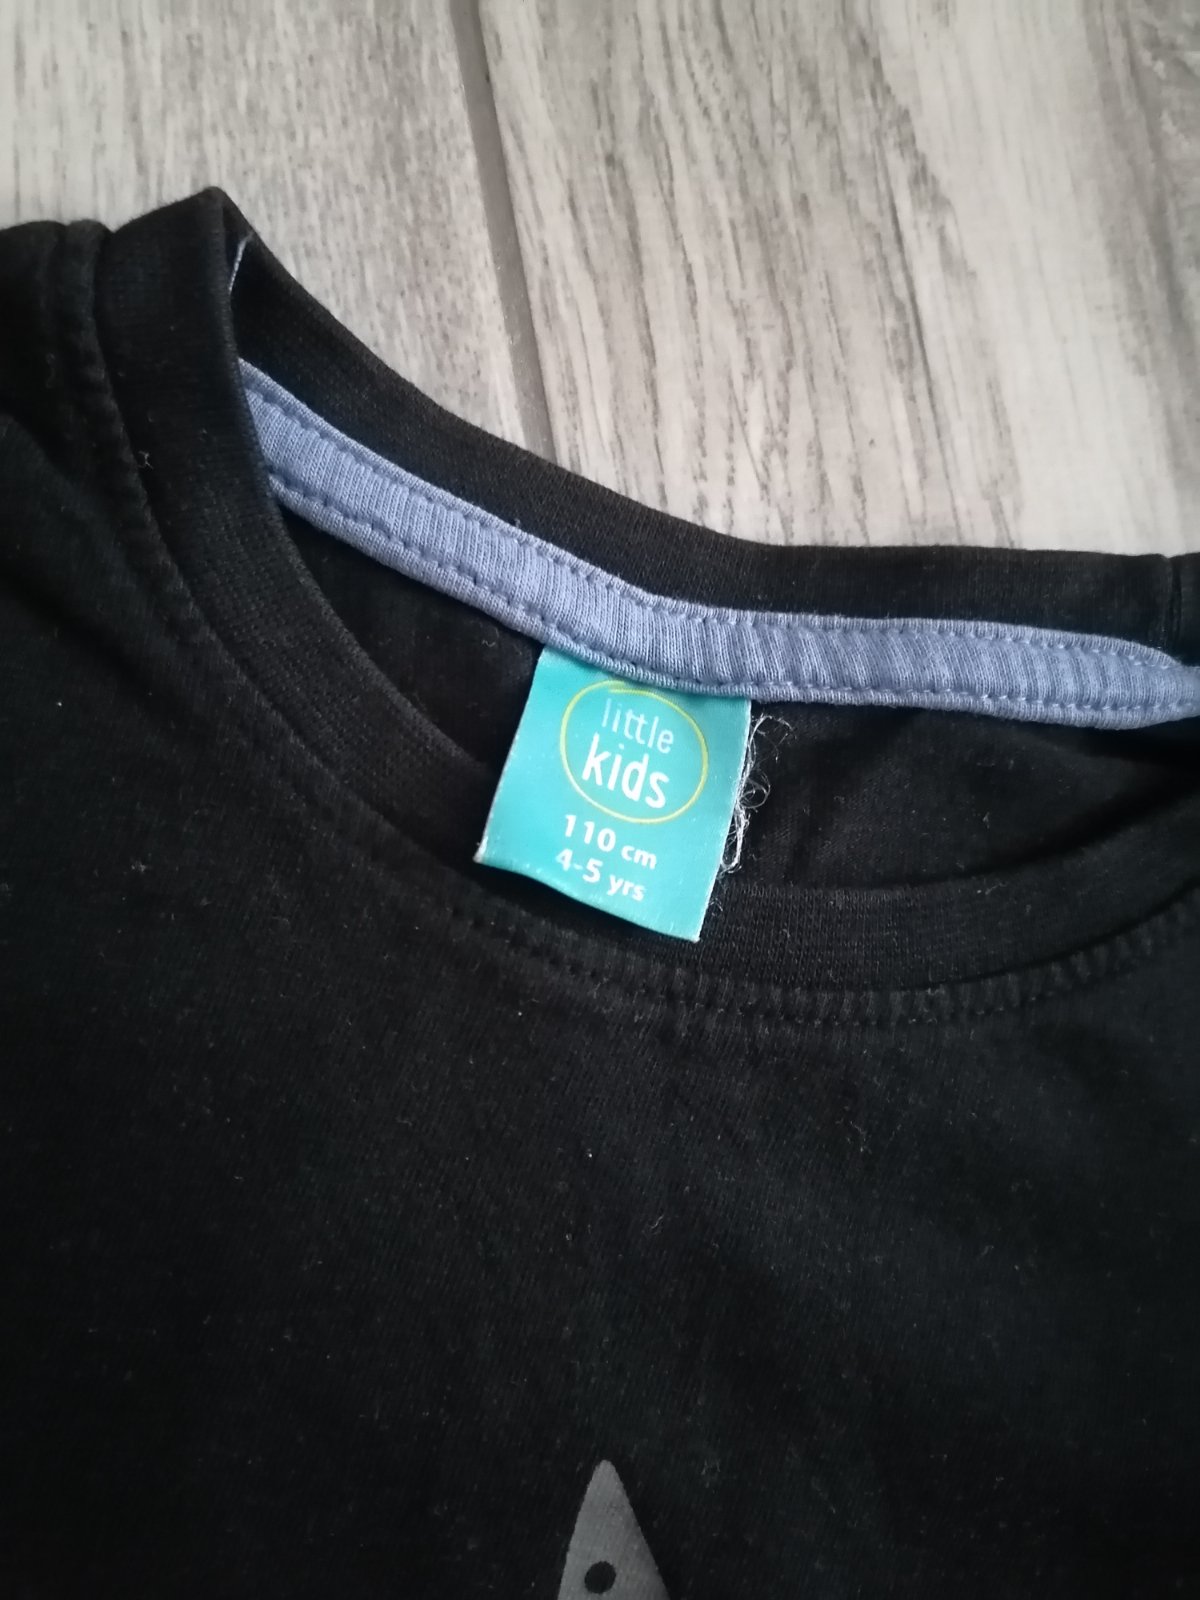 little
kids
110 cm
4-5 yrs